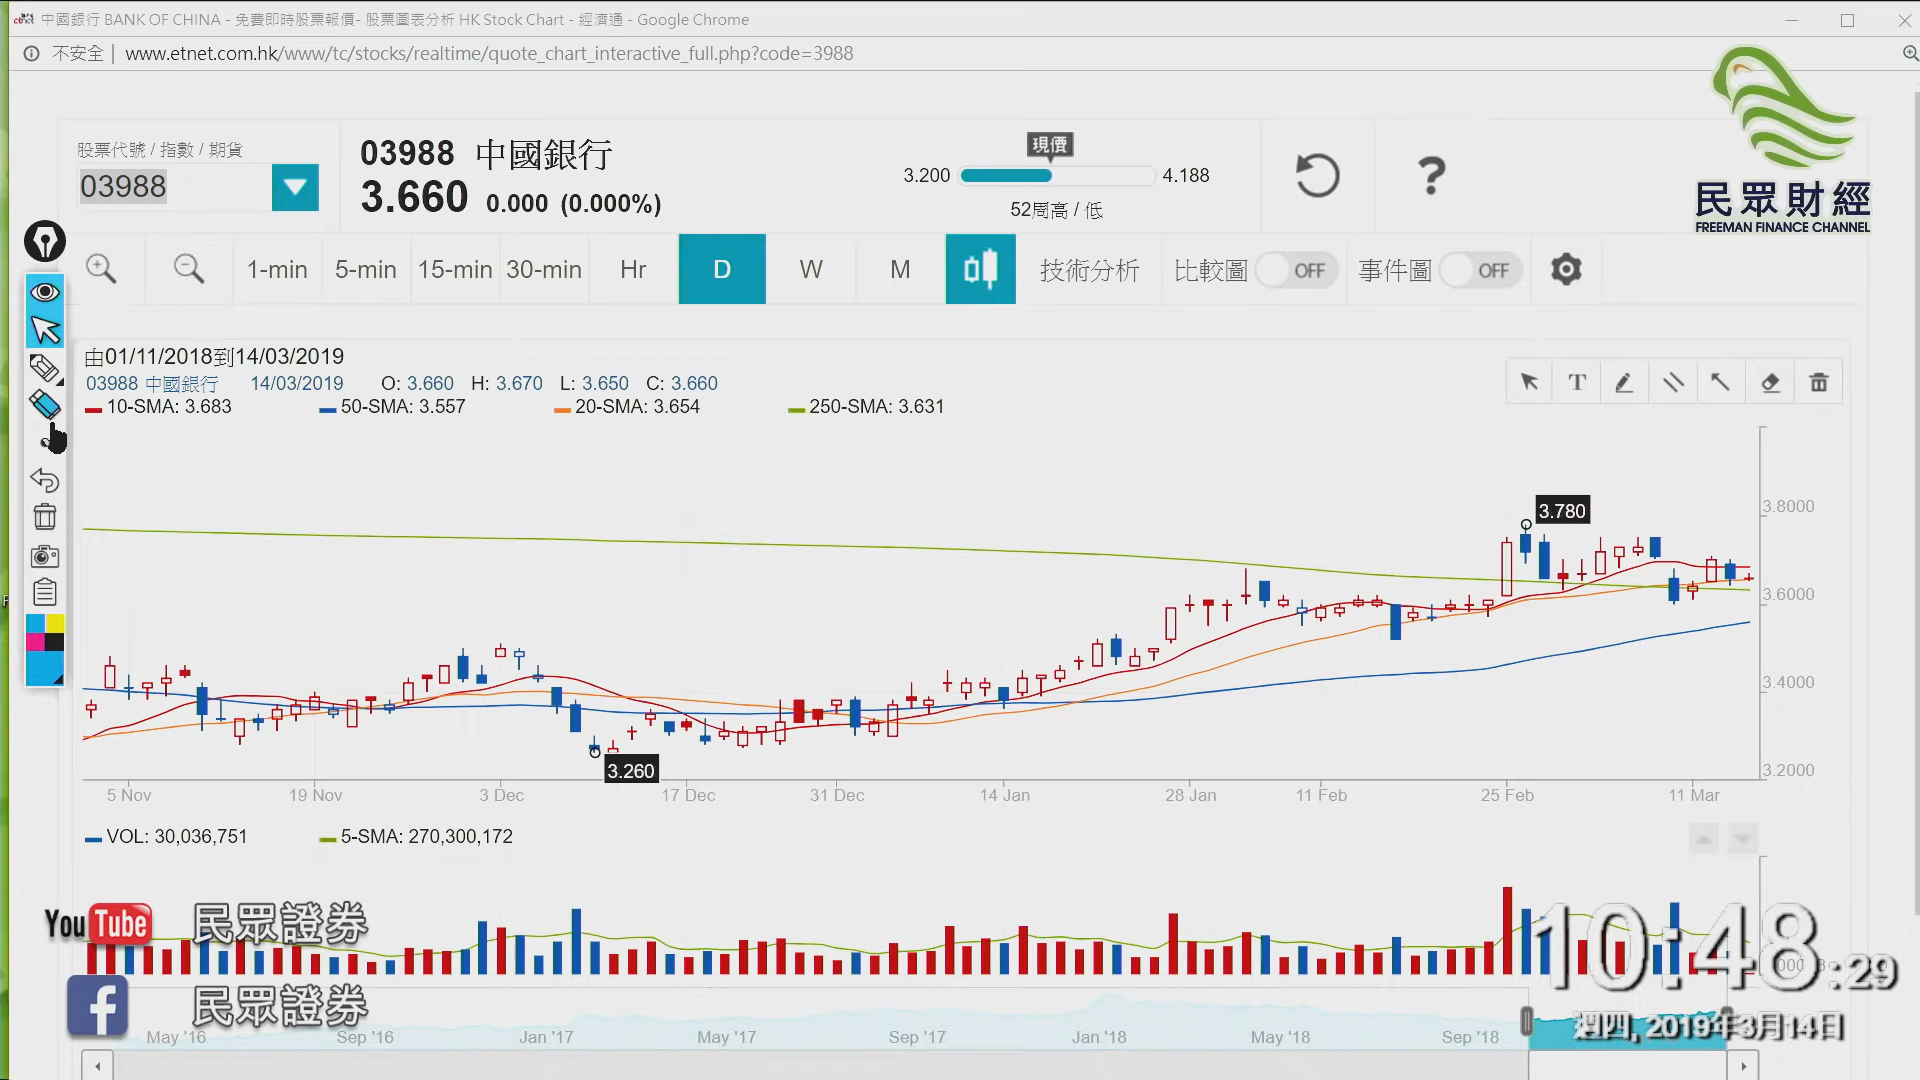 中國銀行 BANK OF CHINA - 免費即時股票報價- 股票圖表分析 HK Stock Chart - 經濟通 - Google Chrome
不安全 | www.etnet.com.hk/www/tc/stocks/realtime/quote_chart_interactive_full.php?code=3988
股票代號 / 指數 / 期貨
03988
03988 中國銀行
3.660 0.000 (0.000%)
現價
3.200 4.188
52周高 / 低
?
民眾財經
FREEMAN FINANCE CHANNEL
1-min 5-min 15-min 30-min Hr D W M 技術分析 比較圖 OFF 事件圖 OFF
由01/11/2018到14/03/2019
03988 中國銀行 14/03/2019 O: 3.660 H: 3.670 L: 3.650 C: 3.660
10-SMA: 3.683 50-SMA: 3.557 20-SMA: 3.654 250-SMA: 3.631
T
3.780
3.8000
3.6000
3.4000
3.260
3.2000
5 Nov 19 Nov 3 Dec 17 Dec 31 Dec 14 Jan 28 Jan 11 Feb 25 Feb 11 Mar
VOL: 30,036,751 5-SMA: 270,300,172
YouTube 民眾證券
10:48:29
f 民眾證券
週四, 2019年3月14日
May '16 Sep '16 Jan '17 May '17 Sep '17 Jan '18 May '18 Sep '18